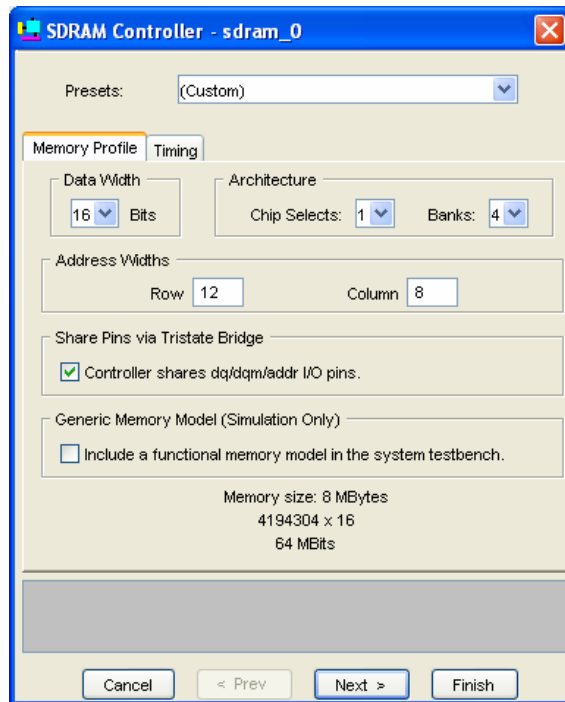 SDRAM Controller - sdram_0
Presets: (Custom)
Memory Profile Timing
Data Width Architecture
16 Bits Chip Selects: 1 Banks: 4
Address Widths
Row 12 Column 8
Share Pins via Tristate Bridge
Controller shares dq/dqm/addr I/O pins.
Generic Memory Model (Simulation Only)
Include a functional memory model in the system testbench.
Memory size: 8 MBytes
4194304 x 16
64 MBits
Cancel < Prev Next > Finish